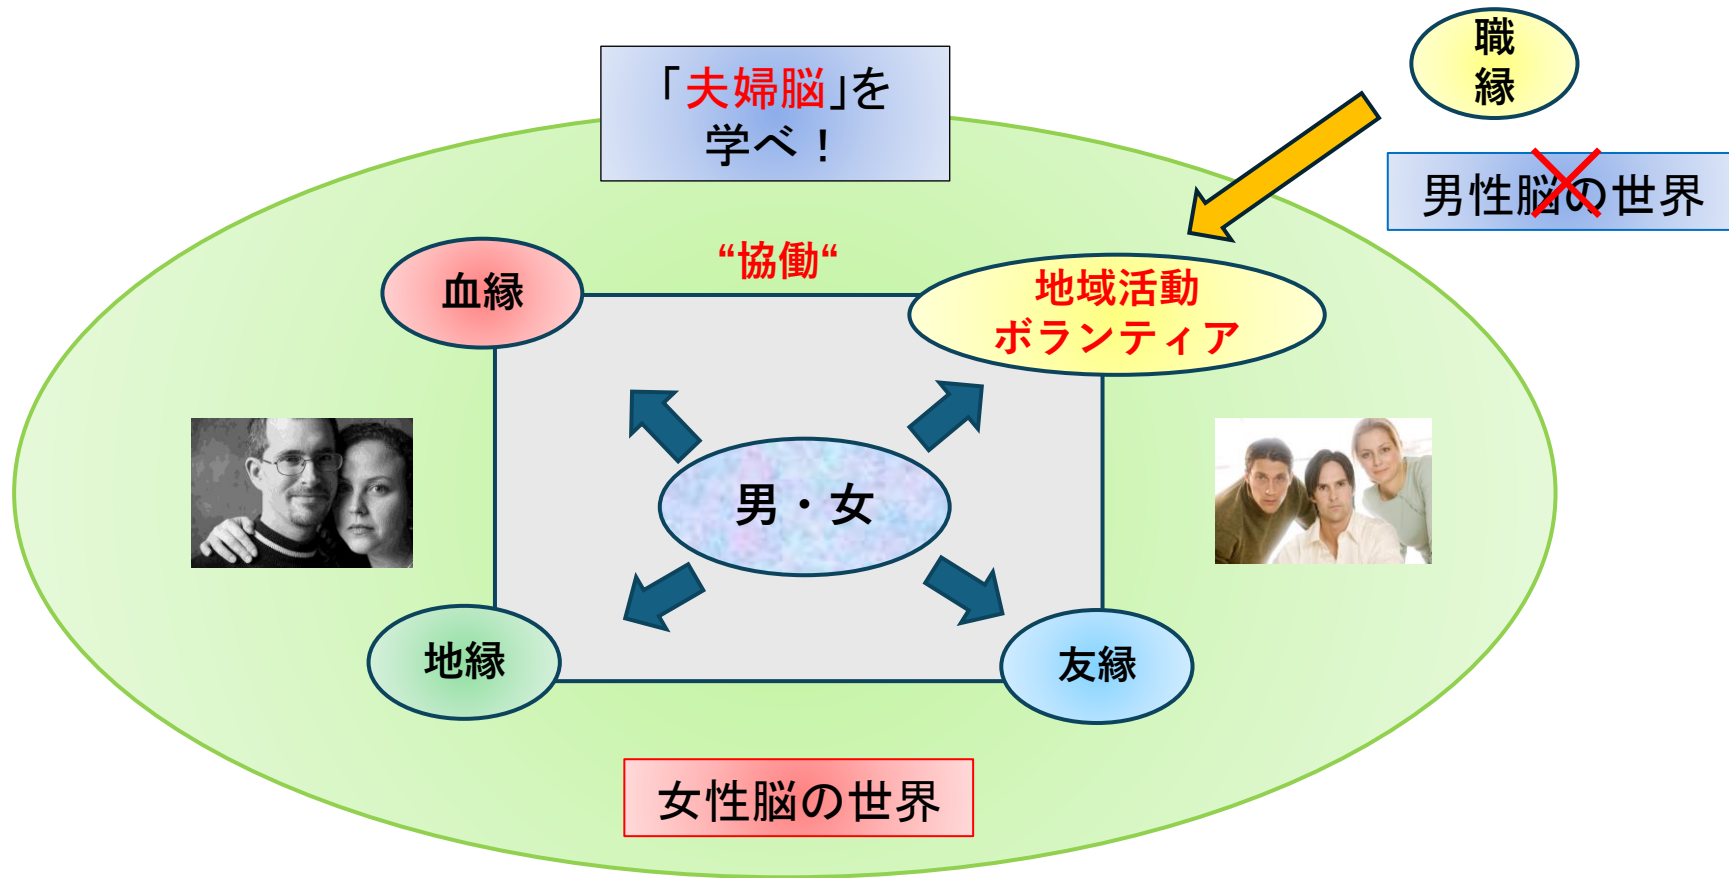 職
縁
「夫婦脳」を
学べ！
男性脳の世界
“協働“
血縁
地域活動
ボランティア
男・女
地縁
友縁
女性脳の世界